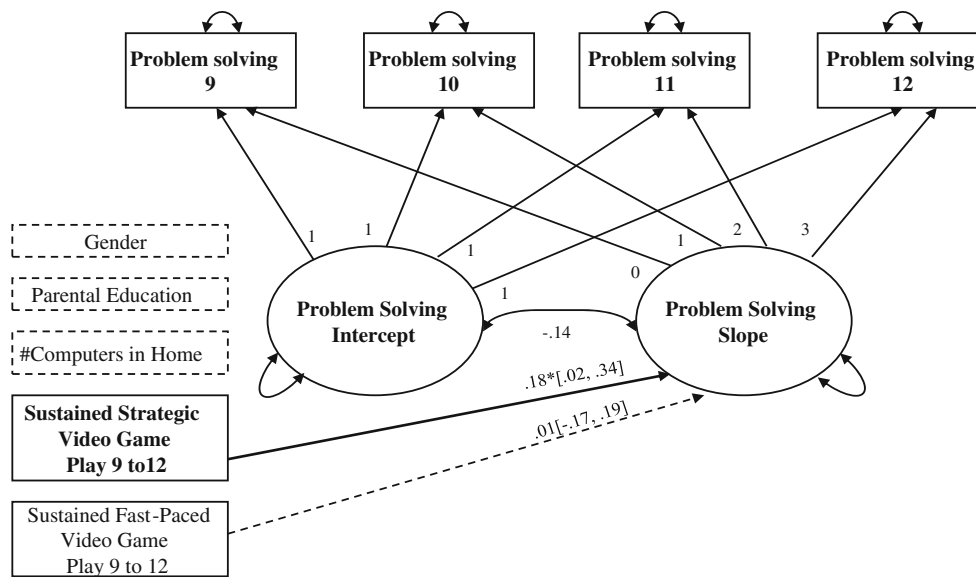 Problem solving
9
Problem solving
10
Problem solving
11
Problem solving
12
1
1
1
1
0
1
2
3
Gender
Parental Education
#Computers in Home
Problem Solving
Intercept
-.14
Problem Solving
Slope
.18*[.02, .34]
.01[-.17, .19]
Sustained Strategic
Video Game
Play 9 to12
Sustained Fast-Paced
Video Game
Play 9 to 12